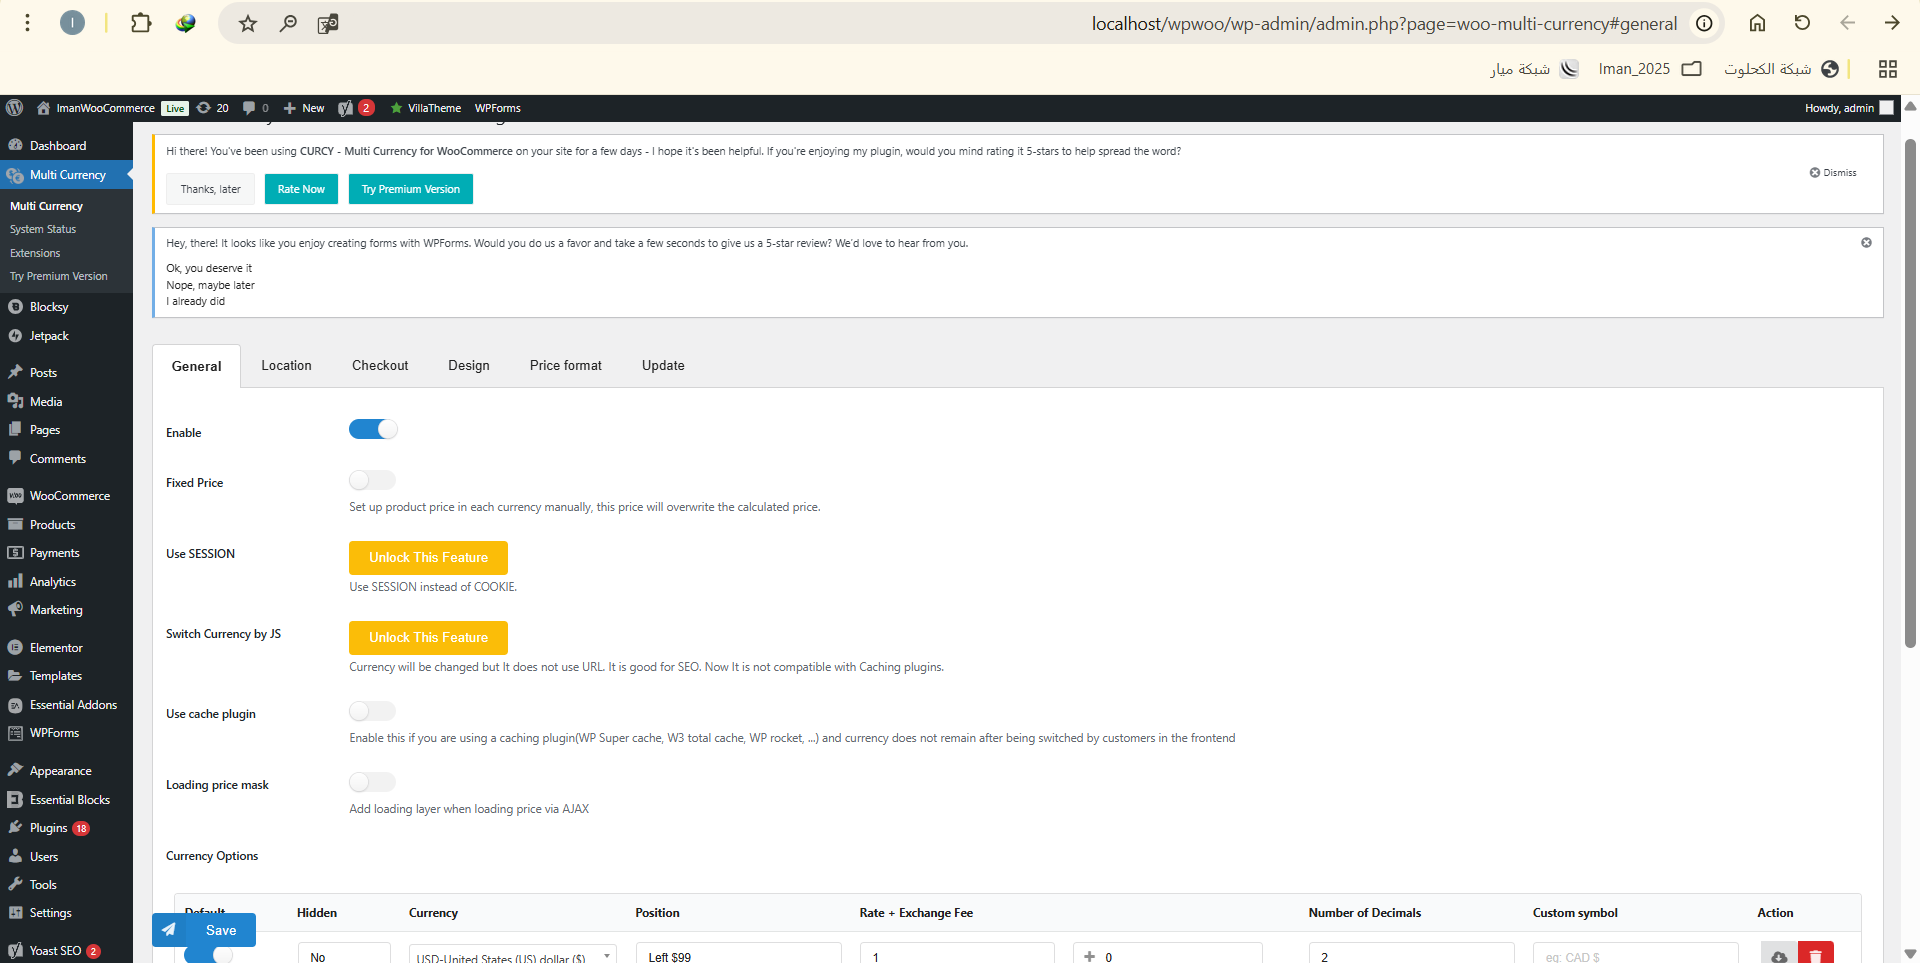 localhost/wpwoo/wp-admin/admin.php?page=woo-multi-currency#general
شبكة ميار
Iman_2025
شبكة الكحلوت
ImanWooCommerce Live 20 0 New 2 VillaTheme WPForms
Howdy, admin
Dashboard
Multi Currency
Multi Currency
System Status
Extensions
Try Premium Version
Blocksy
Jetpack
Posts
Media
Pages
Comments
WooCommerce
Products
Payments
Analytics
Marketing
Elementor
Templates
Essential Addons
WPForms
Appearance
Essential Blocks
Plugins 18
Users
Tools
Settings
Yoast SEO 2
Hi there! You've been using CURCY - Multi Currency for WooCommerce on your site for a few days - I hope it's been helpful. If you're enjoying my plugin, would you mind rating it 5-stars to help spread the word?
Thanks, later
Rate Now
Try Premium Version
Dismiss
Hey, there! It looks like you enjoy creating forms with WPForms. Would you do us a favor and take a few seconds to give us a 5-star review? We'd love to hear from you.
Ok, you deserve it
Nope, maybe later
I already did
General Location Checkout Design Price format Update
Enable
Fixed Price
Set up product price in each currency manually, this price will overwrite the calculated price.
Use SESSION
Unlock This Feature
Use SESSION instead of COOKIE.
Switch Currency by JS
Unlock This Feature
Currency will be changed but It does not use URL. It is good for SEO. Now It is not compatible with Caching plugins.
Use cache plugin
Enable this if you are using a caching plugin(WP Super cache, W3 total cache, WP rocket, ...) and currency does not remain after being switched by customers in the frontend
Loading price mask
Add loading layer when loading price via AJAX
Currency Options
Default Hidden Currency Position Rate + Exchange Fee Number of Decimals Custom symbol Action
Save
No USD-United States (US) dollar ($) Left $99 1 + 0 2 eg: CAD $